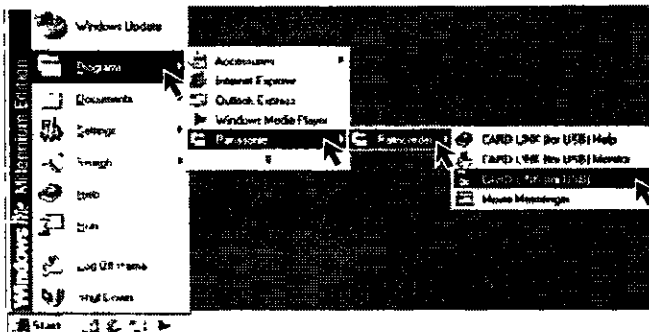 Windows Me Millennium Edition
Windows Update
Programs
Documents
Settings
Search
Help
Run
Log Off
Shut Down
Start
Accessories
Internet Explorer
Outlook Express
Windows Media Player
Panasonic
Palmcorder
CARD LINK (for USB) Help
CARD LINK (for USB) Monitor
CARD LINK (for USB)
Movie Messenger